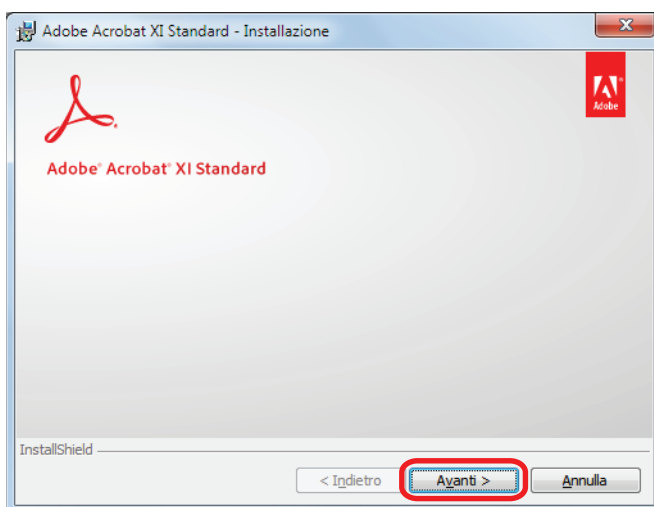 Adobe Acrobat XI Standard - Installazione
X
Adobe
Adobe® Acrobat® XI Standard
InstallShield
< Indietro Avanti > Annulla